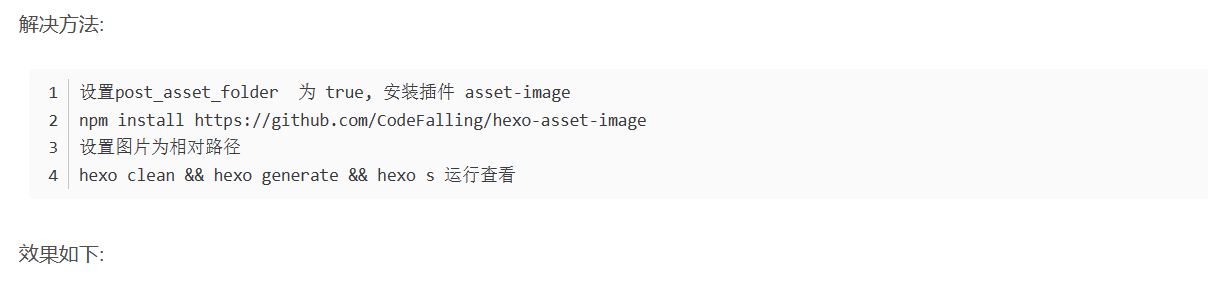 解决方法:
1 设置post_asset_folder  为 true, 安装插件 asset-image
2 npm install https://github.com/CodeFalling/hexo-asset-image
3 设置图片为相对路径
4 hexo clean && hexo generate && hexo s 运行查看
效果如下: